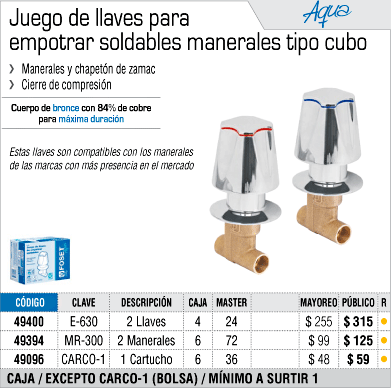 Juego de llaves para
empotrar soldables manerales tipo cubo
Aqua
❯ Manerales y chapetón de zamac
❯ Cierre de compresión
Cuerpo de bronce con 84% de cobre
para máxima duración
Estas llaves son compatibles con los manerales
de las marcas con más presencia en el mercado
FOSET
CÓDIGO CLAVE DESCRIPCIÓN CAJA MASTER MAYOREO PÚBLICO R
49400 E-630 2 Llaves 4 24 $ 255 $ 315 ●
49394 MR-300 2 Manerales 6 72 $ 99 $ 125 ●
49096 CARCO-1 1 Cartucho 6 36 $ 48 $ 59 ●
CAJA / EXCEPTO CARCO-1 (BOLSA) / MÍNIMO A SURTIR 1